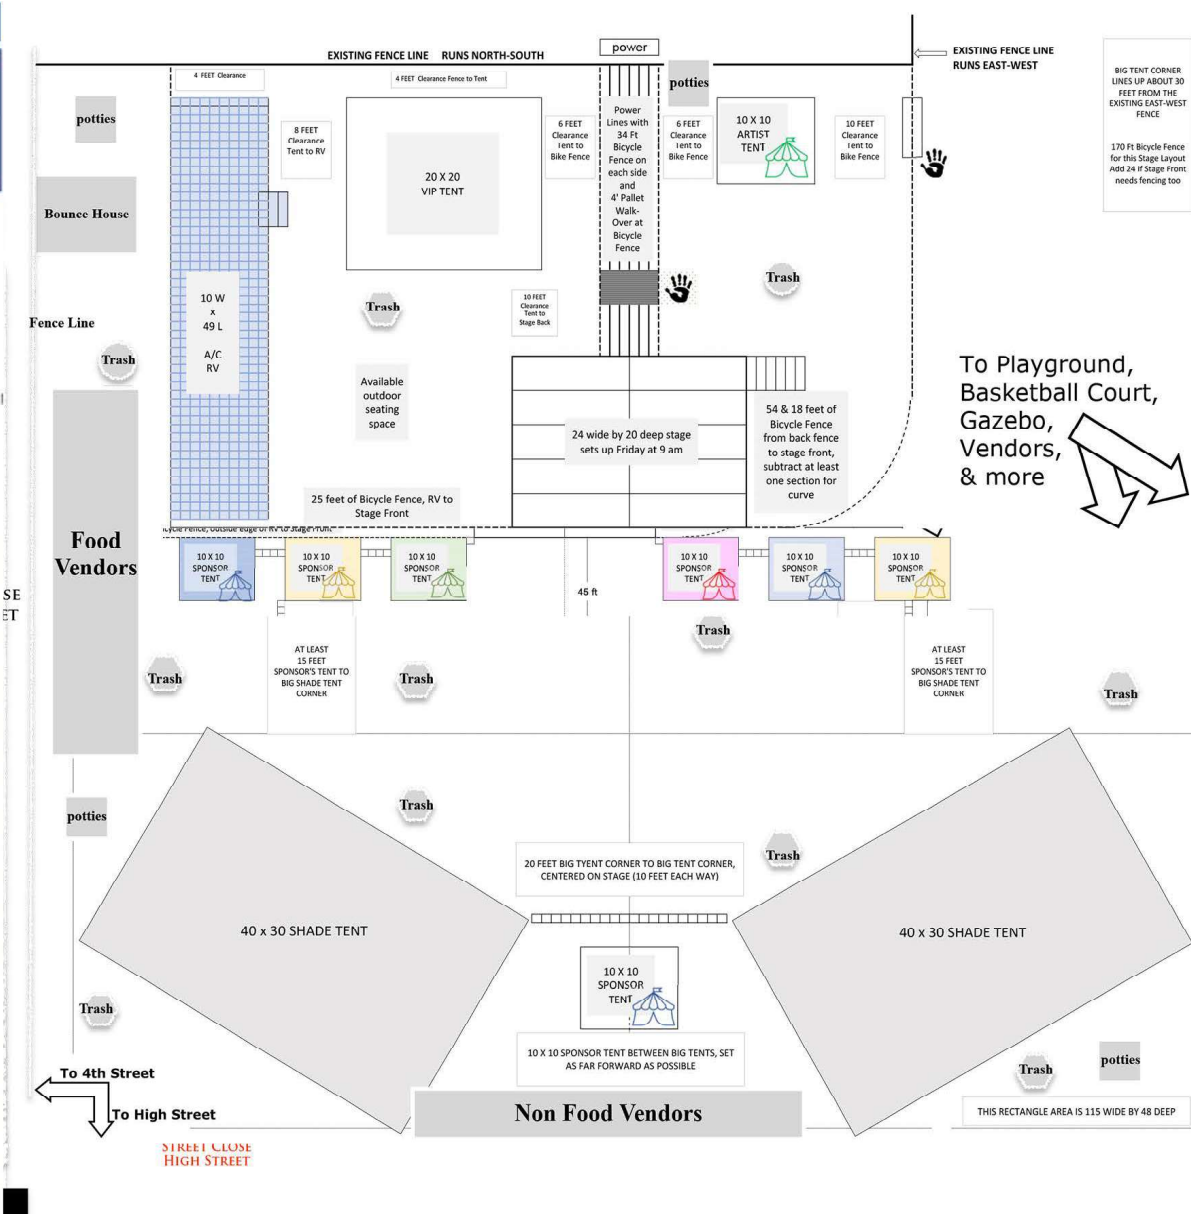 power
EXISTING FENCE LINE RUNS NORTH-SOUTH
EXISTING FENCE LINE
RUNS EAST-WEST
4 FEET Clearance
4 FEET Clearance Fence to Tent
potties
BIG TENT CORNER
LINES UP ABOUT 30
FEET FROM THE
EXISTING EAST-WEST
FENCE
170 Ft Bicycle Fence
for this Stage Layout
Add 24 if Stage Front
needs fencing too
potties
8 FEET
Clearance
Tent to RV
20 X 20
VIP TENT
6 FEET
Clearance
Tent to
Bike Fence
Power
Lines with
34 Ft
Bicycle
Fence on
each side
and
4' Pallet
Walk-
Over at
Bicycle
Fence
6 FEET
Clearance
Tent to
Bike Fence
10 X 10
ARTIST
TENT
10 FEET
Clearance
Tent to
Bike Fence
Bounce House
10 W
x
49 L
A/C
RV
Trash
10 FEET
Clearance
Tent to
Stage Back
Trash
Fence Line
Trash
Available
outdoor
seating
space
24 wide by 20 deep stage
sets up Friday at 9 am
54 & 18 feet of
Bicycle Fence
from back fence
to stage front,
subtract at least
one section for
curve
To Playground,
Basketball Court,
Gazebo,
Vendors,
& more
25 feet of Bicycle Fence, RV to
Stage Front
Fence, outside edge of RV to Stage Front
Food
Vendors
10 X 10
SPONSOR
TENT
10 X 10
SPONSOR
TENT
10 X 10
SPONSOR
TENT
10 X 10
SPONSOR
TENT
10 X 10
SPONSOR
TENT
10 X 10
SPONSOR
TENT
45 ft
SE
ET
Trash
AT LEAST
15 FEET
SPONSOR'S TENT TO
BIG SHADE TENT
CORNER
Trash
Trash
AT LEAST
15 FEET
SPONSOR'S TENT TO
BIG SHADE TENT
CORNER
Trash
potties
Trash
Trash
20 FEET BIG TYENT CORNER TO BIG TENT CORNER,
CENTERED ON STAGE (10 FEET EACH WAY)
40 x 30 SHADE TENT
40 x 30 SHADE TENT
10 X 10
SPONSOR
TENT
Trash
10 X 10 SPONSOR TENT BETWEEN BIG TENTS, SET
AS FAR FORWARD AS POSSIBLE
potties
Trash
To 4th Street
To High Street
Non Food Vendors
THIS RECTANGLE AREA IS 115 WIDE BY 48 DEEP
STREET CLOSE
HIGH STREET